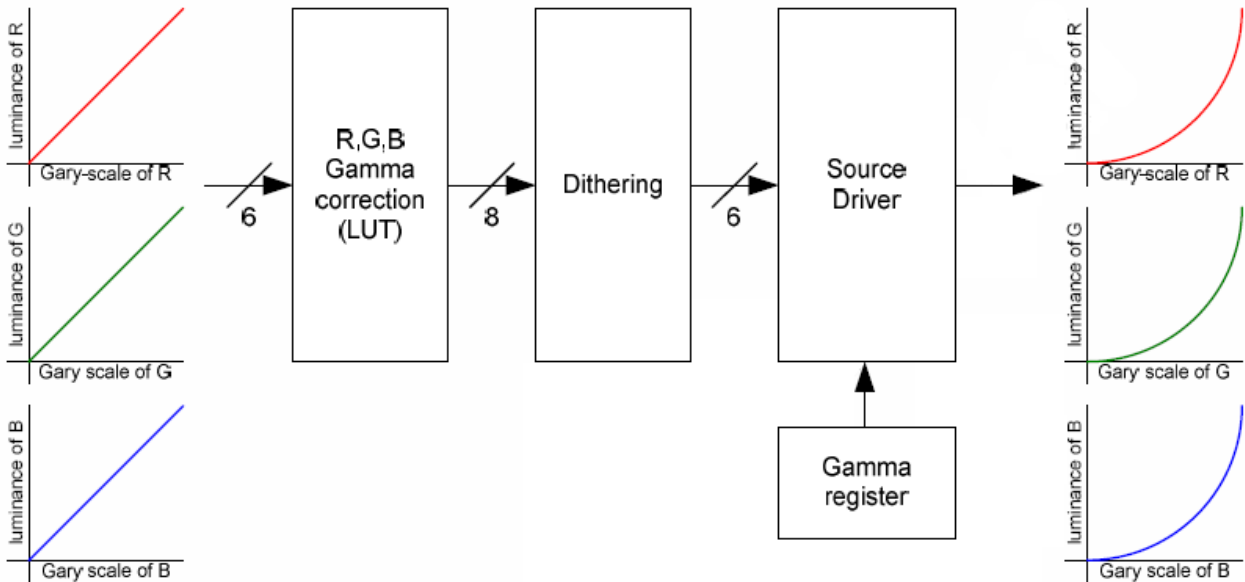 luminance of R
Gary-scale of R
luminance of G
Gary scale of G
luminance of B
Gary scale of B
6
R,G,B
Gamma
correction
(LUT)
8
Dithering
6
Source
Driver
Gamma
register
luminance of R
Gary-scale of R
luminance of G
Gary scale of G
luminance of B
Gary scale of B